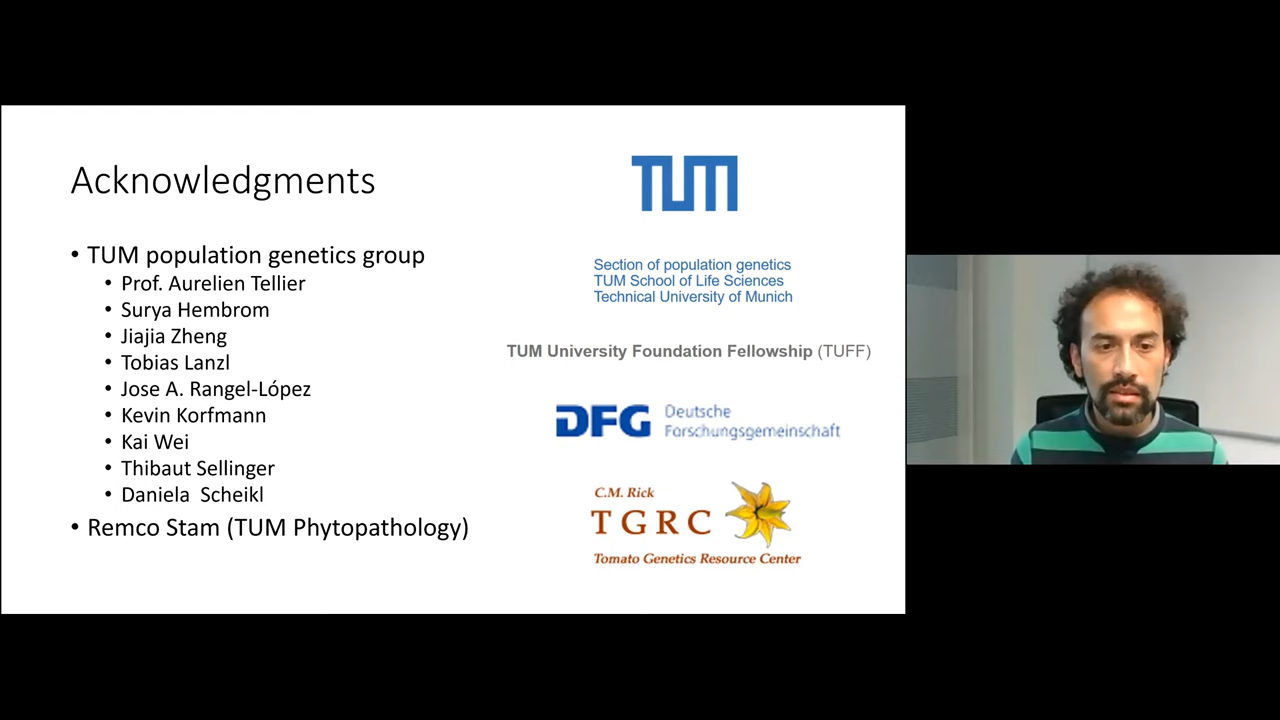 Acknowledgments
• TUM population genetics group
• Prof. Aurelien Tellier
• Surya Hembrom
• Jiajia Zheng
• Tobias Lanzl
• Jose A. Rangel-López
• Kevin Korfmann
• Kai Wei
• Thibaut Sellinger
• Daniela Scheikl
• Remco Stam (TUM Phytopathology)
TUM
Section of population genetics
TUM School of Life Sciences
Technical University of Munich
TUM University Foundation Fellowship (TUFF)
DFG Deutsche
Forschungsgemeinschaft
C.M. Rick
TGRC
Tomato Genetics Resource Center